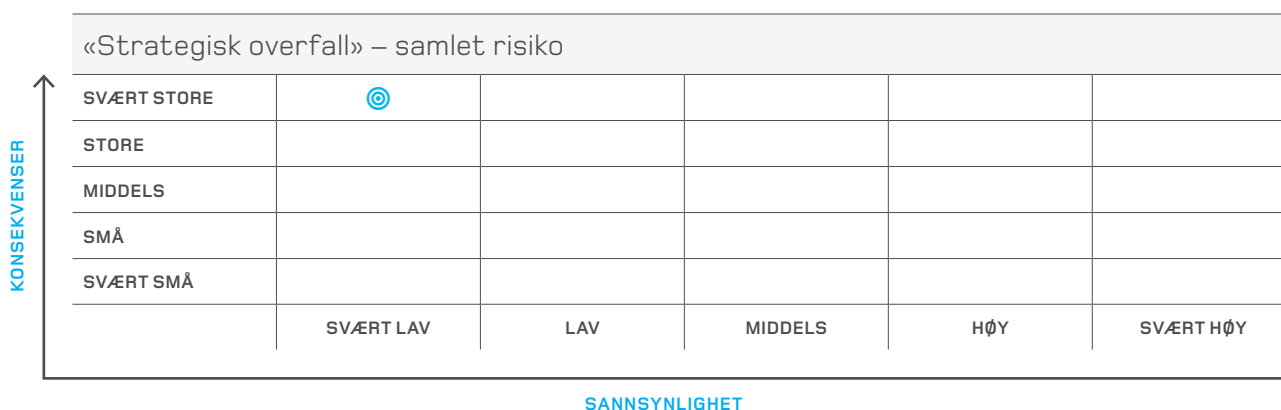 «Strategisk overfall» – samlet risiko
KONSEKVENSER
SVÆRT STORE
STORE
MIDDELS
SMÅ
SVÆRT SMÅ
SVÆRT LAV LAV MIDDELS HØY SVÆRT HØY
SANNSYNLIGHET